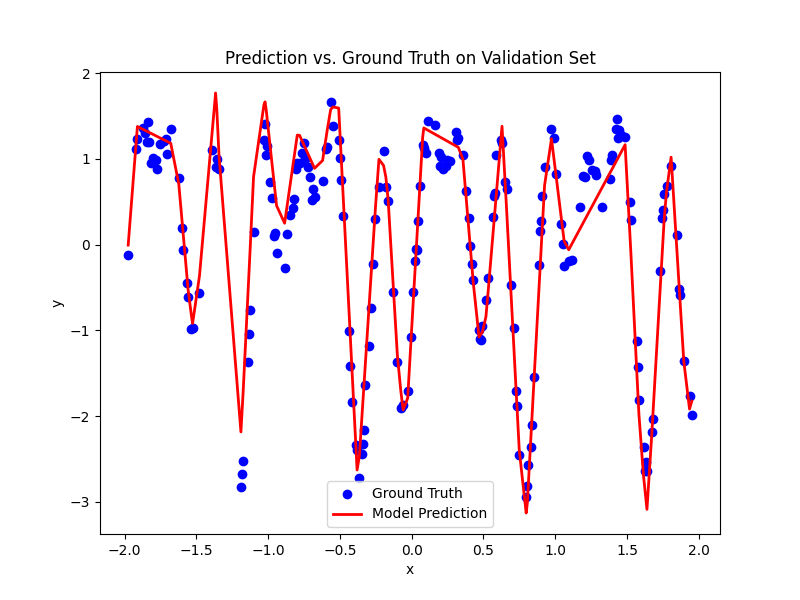 Prediction vs. Ground Truth on Validation Set
2
1
0
−1
−2
−3
y
Ground Truth
Model Prediction
−2.0 −1.5 −1.0 −0.5 0.0 0.5 1.0 1.5 2.0
x